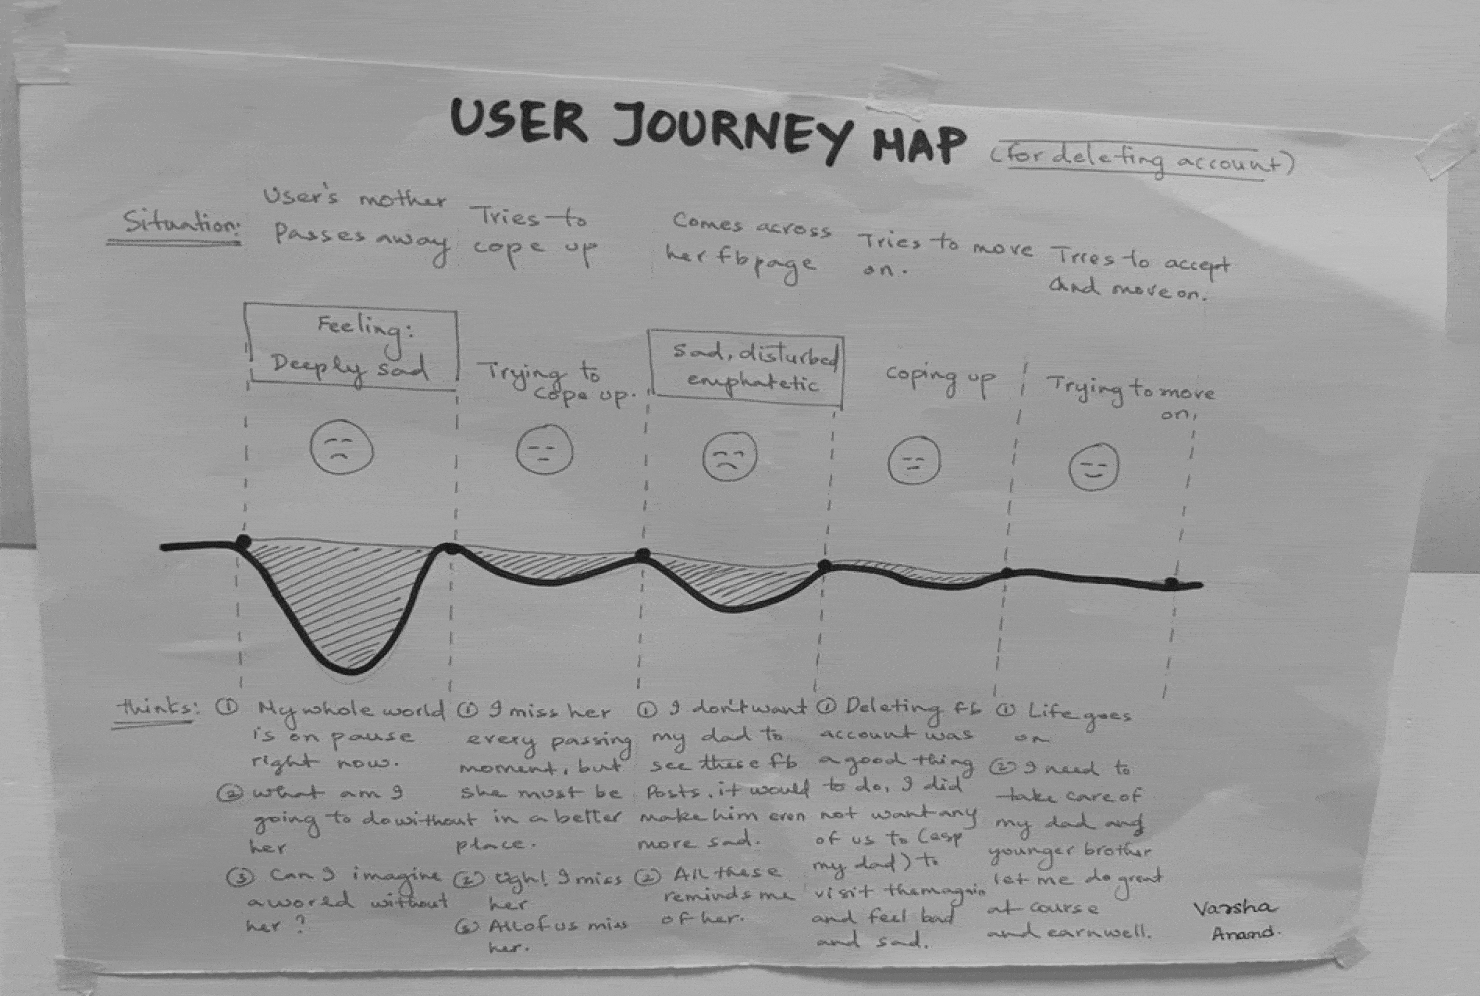 USER JOURNEY MAP (for deleting account)
Situation:
User's mother
Passes away
Tries to
cope up
Comes across
her fb page
Tries to move
on.
Tries to accept
and move on.
Feeling:
Deeply sad
Trying to
cope up.
Sad, disturbed
emphatetic
coping up
Trying to move
on,
thinks:
① My whole world
is on pause
right now.
② what am I
going to do without
her
③ Can I imagine
a world without
her?
① I miss her
every passing
moment, but
she must be
in a better
place.
② Ugh! I miss
her
③ All of us miss
her.
① I don't want
my dad to
see these fb
Posts. it would
make him even
more sad.
② All these
reminds me
of her.
① Deleting fb
account was
a good thing
to do, I did
not want any
of us to (esp
my dad) to
visit them again
and feel bad
and sad.
① Life goes
on
② I need to
take care of
my dad and
younger brother
let me do great
at course
and earn well.
Varsha
Anand.